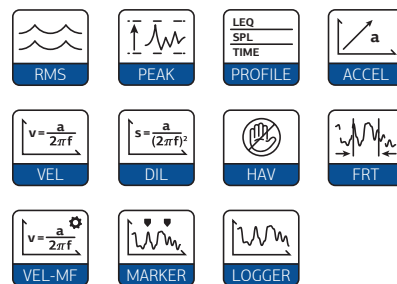 RMS
PEAK
LEQ
SPL
TIME
PROFILE
a
ACCEL
v = a / 2πf
VEL
s = a / (2πf)²
DIL
HAV
FRT
v = a / 2πf
VEL-MF
MARKER
LOGGER